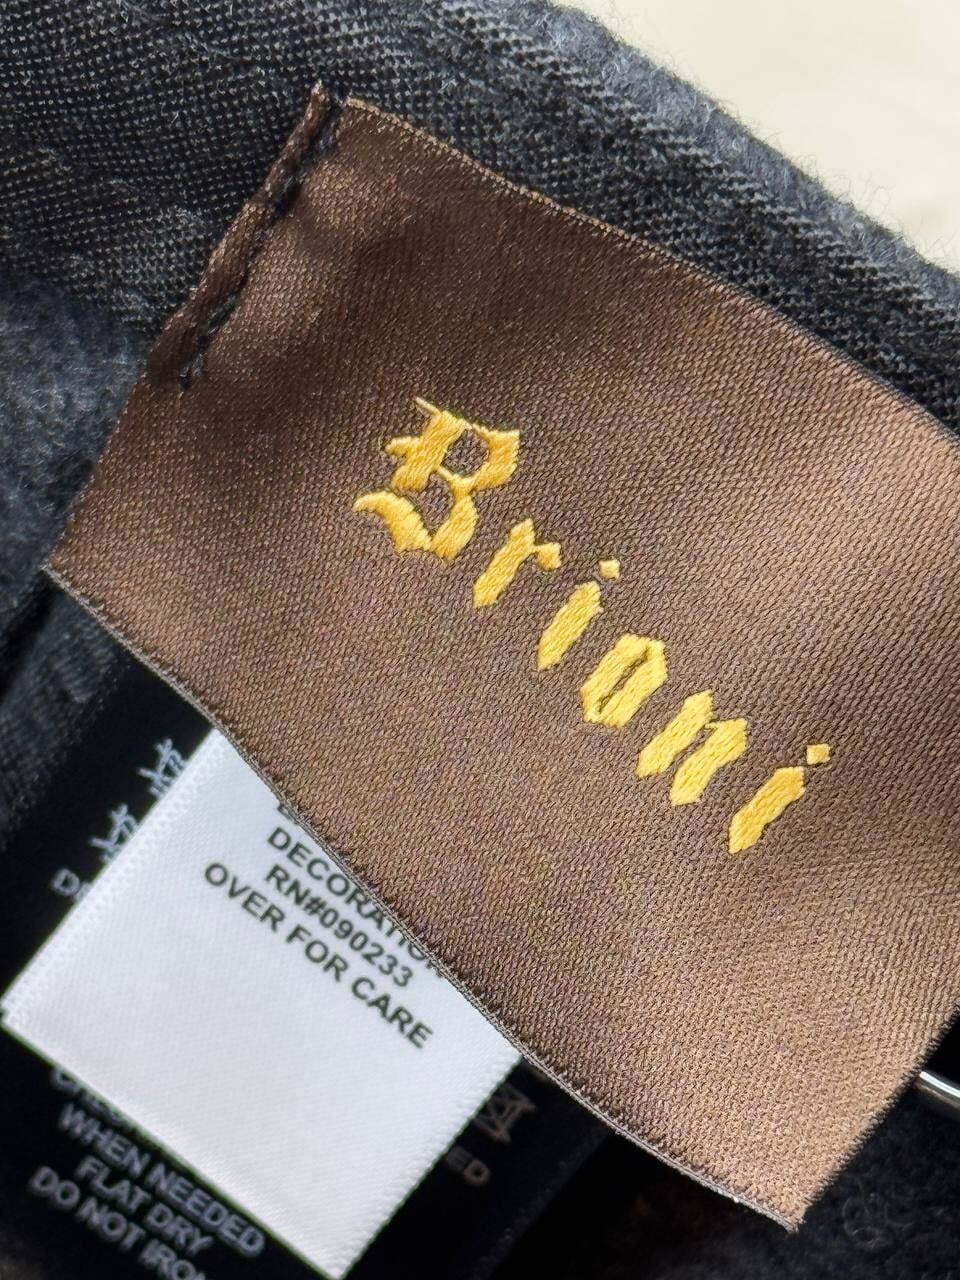 Brioni
DECORATION
RN#090233
OVER FOR CARE
WHEN NEEDED
FLAT DRY
DO NOT IRON